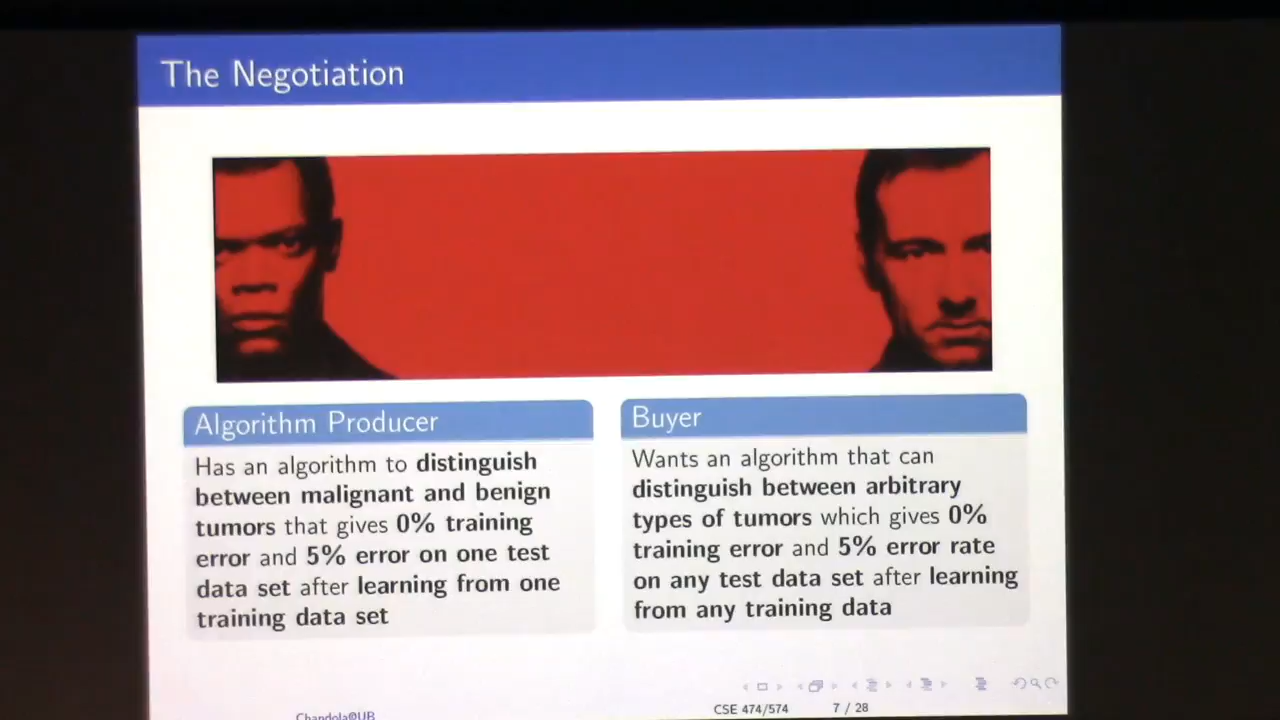 The Negotiation
Algorithm Producer
Has an algorithm to distinguish
between malignant and benign
tumors that gives 0% training
error and 5% error on one test
data set after learning from one
training data set
Buyer
Wants an algorithm that can
distinguish between arbitrary
types of tumors which gives 0%
training error and 5% error rate
on any test data set after learning
from any training data
Chandola@UB
CSE 474/574
7 / 28